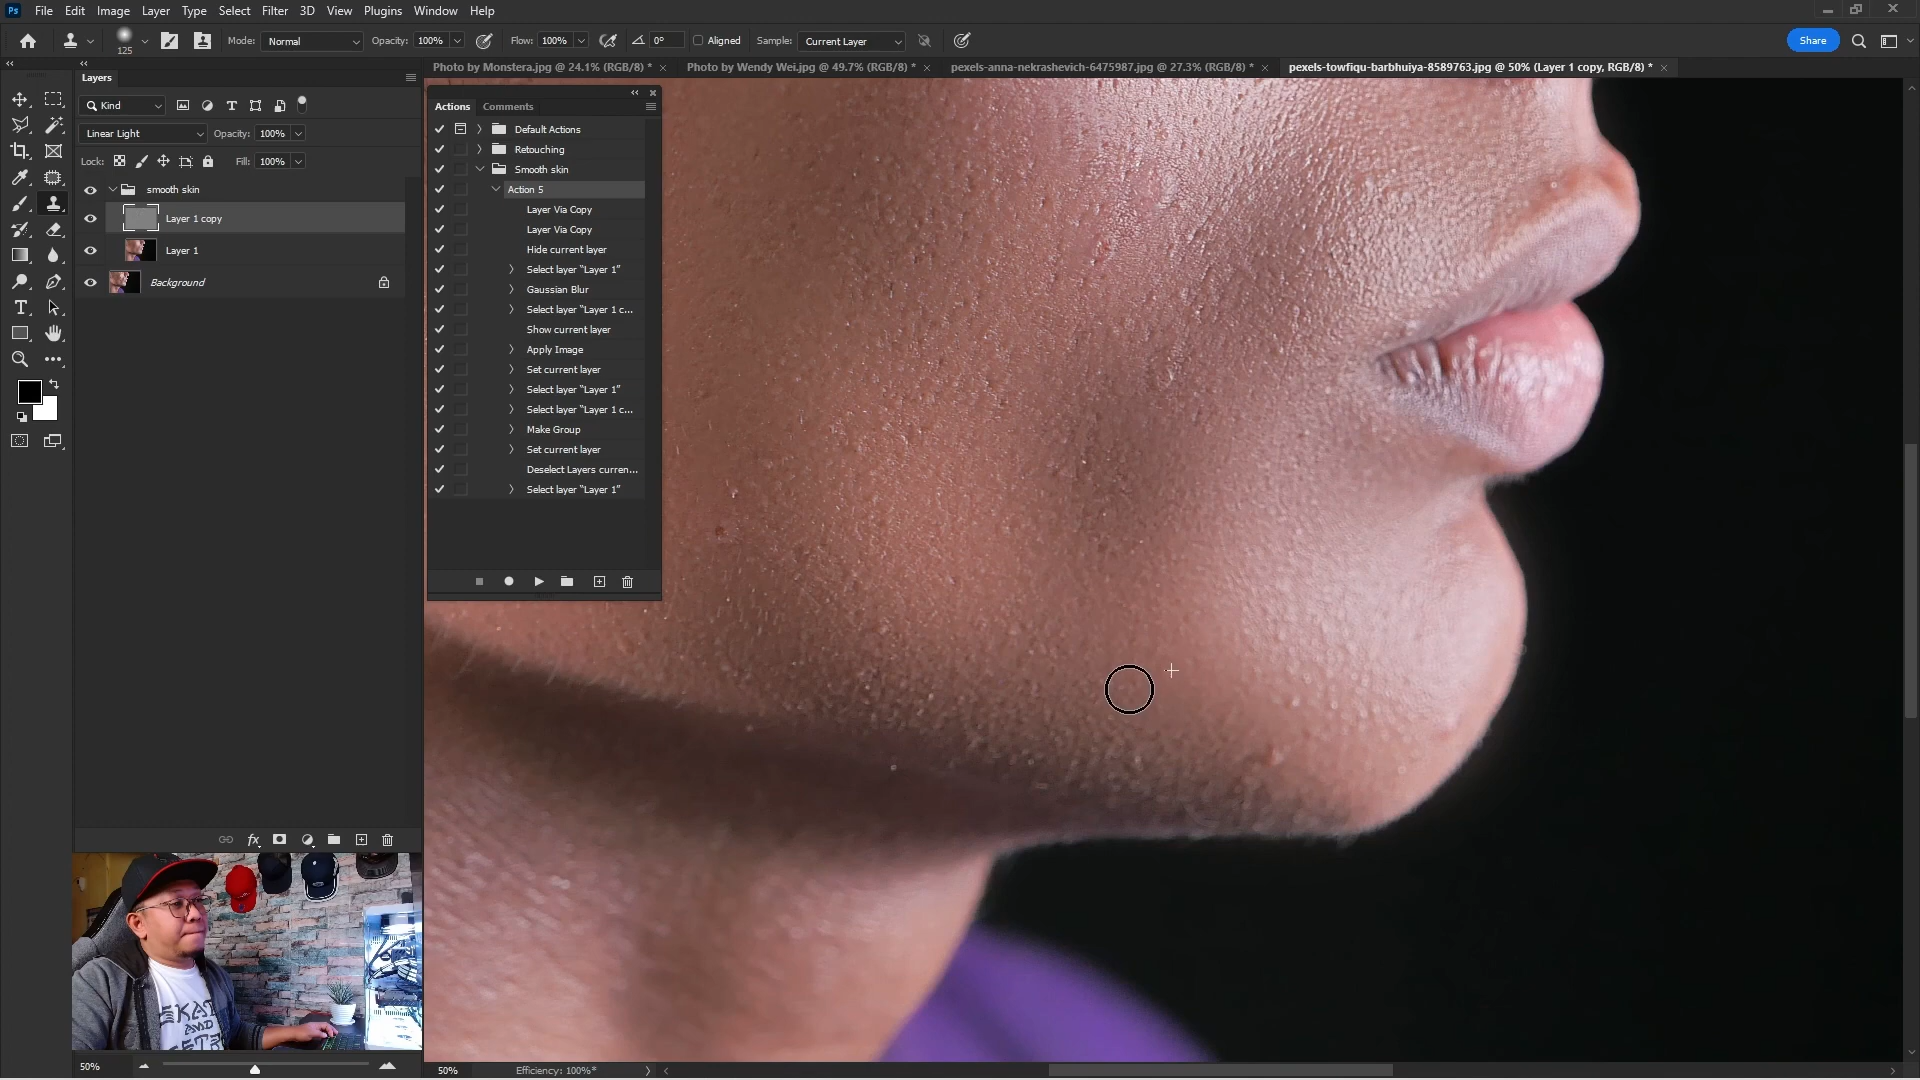 Ps File Edit Image Layer Type Select Filter 3D View Plugins Window Help
125 Mode: Normal Opacity: 100% Flow: 100% 0° Aligned Sample: Current Layer Share
Layers
Kind
Linear Light Opacity: 100%
Lock: Fill: 100%
smooth skin
Layer 1 copy
Layer 1
Background
Photo by Monstera.jpg @ 24.1% (RGB/8) *
Photo by Wendy Wei.jpg @ 49.7% (RGB/8) *
pexels-anna-nekrashevich-6475987.jpg @ 27.3% (RGB/8) *
pexels-towfiqu-barbhuiya-8589763.jpg @ 50% (Layer 1 copy, RGB/8) *
Actions Comments
Default Actions
Retouching
Smooth skin
Action 5
Layer Via Copy
Layer Via Copy
Hide current layer
Select layer “Layer 1”
Gaussian Blur
Select layer “Layer 1 c...
Show current layer
Apply Image
Set current layer
Select layer “Layer 1”
Select layer “Layer 1 c...
Make Group
Set current layer
Deselect Layers curren...
Select layer “Layer 1”
AND
50%
50% Efficiency: 100%*